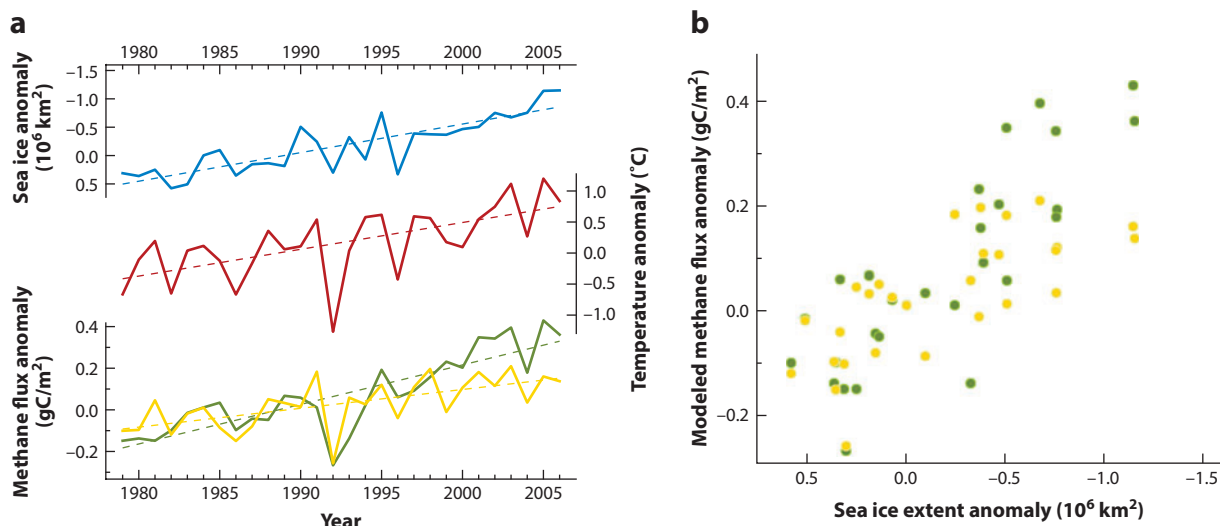 a
1980 1985 1990 1995 2000 2005
Sea ice anomaly
(10⁶ km²)
−1.5
−1.0
−0.5
0.0
0.5
Temperature anomaly (°C)
1.0
0.5
0.0
−0.5
−1.0
Methane flux anomaly
(gC/m²)
0.4
0.2
0.0
−0.2
1980 1985 1990 1995 2000 2005
Year
b
Modeled methane flux anomaly (gC/m²)
0.4
0.2
0.0
−0.2
0.5 0.0 −0.5 −1.0 −1.5
Sea ice extent anomaly (10⁶ km²)